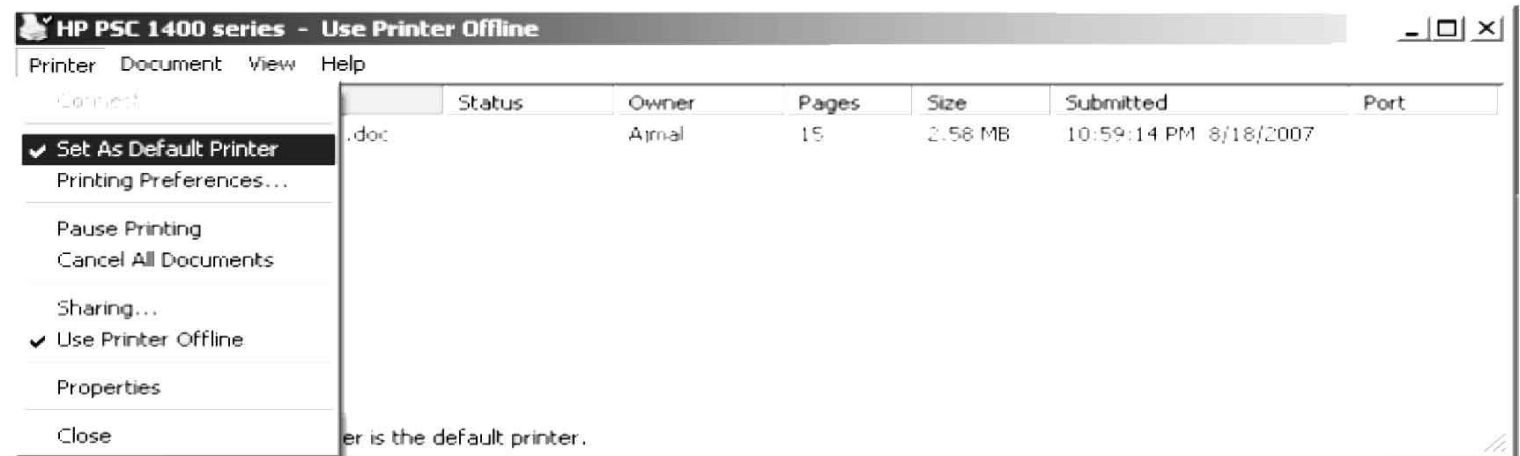 HP PSC 1400 series - Use Printer Offline
Printer Document View Help
Connect
Status Owner Pages Size Submitted Port
.doc Ajmal 15 2.58 MB 10:59:14 PM 8/18/2007
Set As Default Printer
Printing Preferences...
Pause Printing
Cancel All Documents
Sharing...
Use Printer Offline
Properties
Close
er is the default printer.